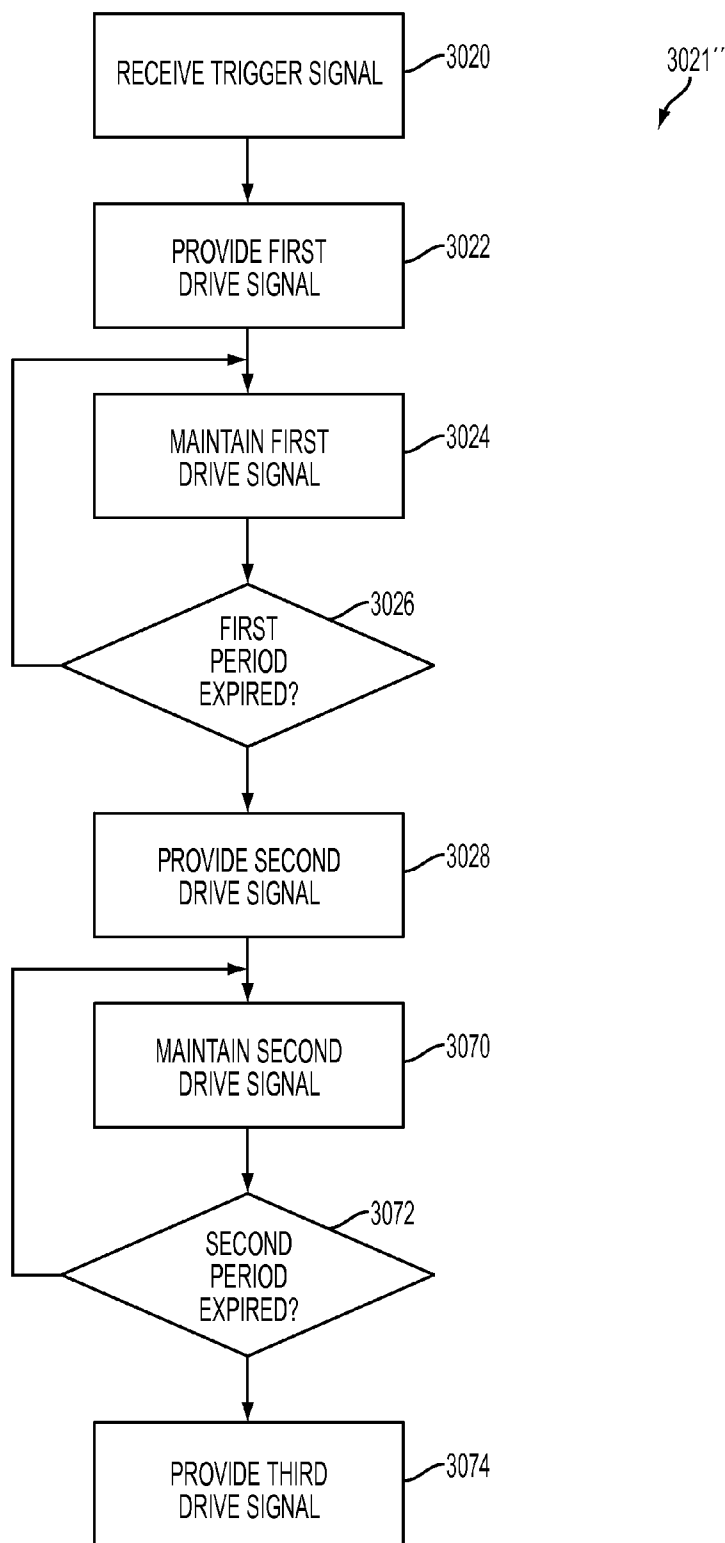 RECEIVE TRIGGER SIGNAL
3020
3021′′
PROVIDE FIRST
DRIVE SIGNAL
3022
MAINTAIN FIRST
DRIVE SIGNAL
3024
FIRST
PERIOD
EXPIRED?
3026
PROVIDE SECOND
DRIVE SIGNAL
3028
MAINTAIN SECOND
DRIVE SIGNAL
3070
SECOND
PERIOD
EXPIRED?
3072
PROVIDE THIRD
DRIVE SIGNAL
3074